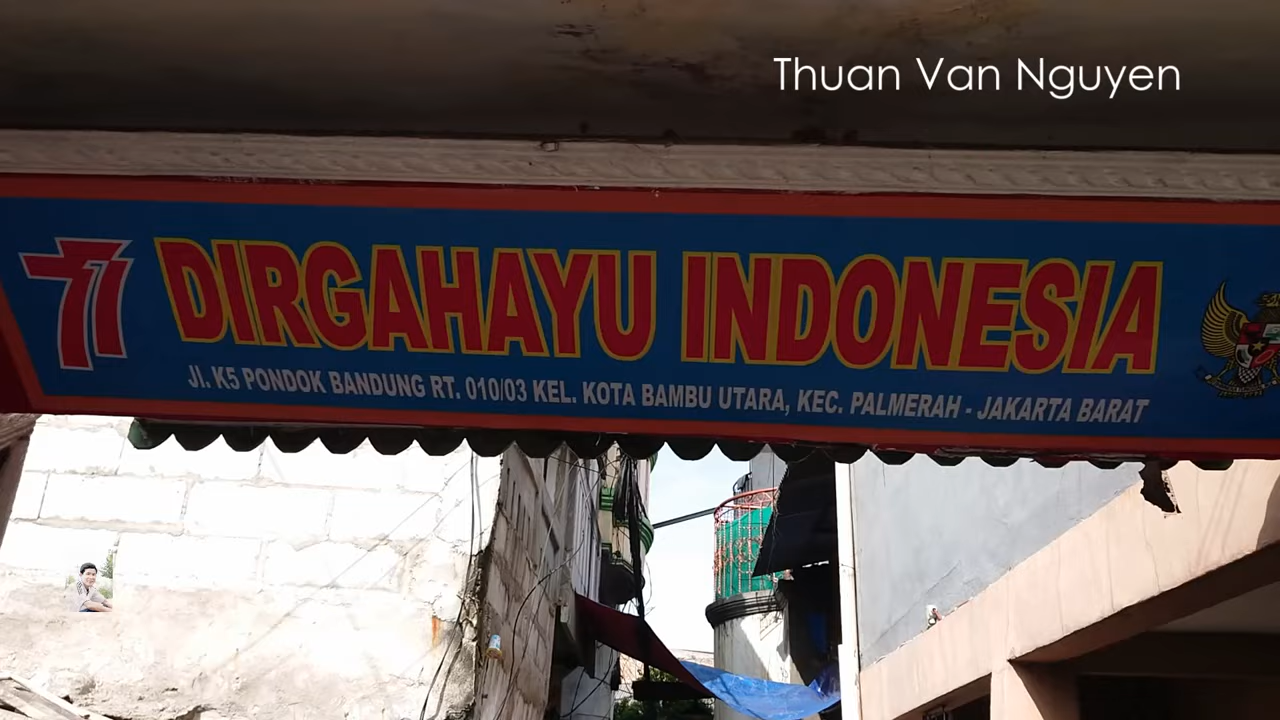 Thuan Van Nguyen
77 DIRGAHAYU INDONESIA
Jl. K5 PONDOK BANDUNG RT. 010/03 KEL. KOTA BAMBU UTARA, KEC. PALMERAH - JAKARTA BARAT